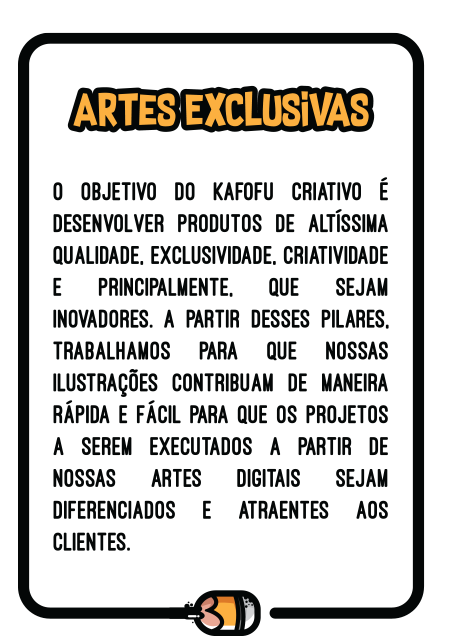 ARTES EXCLUSiVAS
O OBJETIVO DO KAFOFU CRIATIVO É
DESENVOLVER PRODUTOS DE ALTÍSSIMA
QUALIDADE, EXCLUSIVIDADE, CRIATIVIDADE
E PRINCIPALMENTE, QUE SEJAM
INOVADORES. A PARTIR DESSES PILARES,
TRABALHAMOS PARA QUE NOSSAS
ILUSTRAÇÕES CONTRIBUAM DE MANEIRA
RÁPIDA E FÁCIL PARA QUE OS PROJETOS
A SEREM EXECUTADOS A PARTIR DE
NOSSAS ARTES DIGITAIS SEJAM
DIFERENCIADOS E ATRAENTES AOS
CLIENTES.